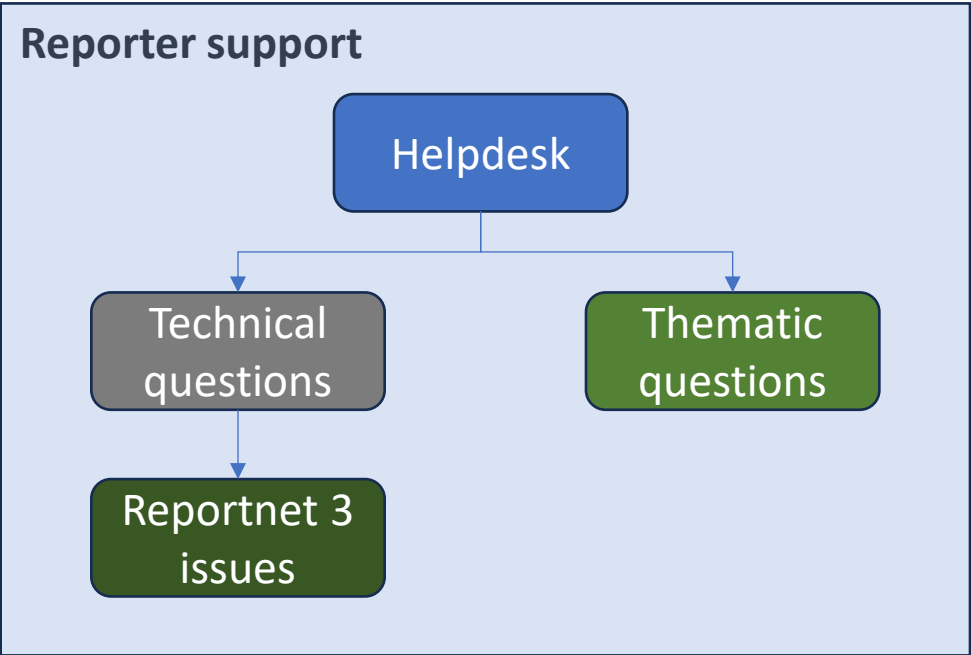 Reporter support
Helpdesk
Technical
questions
Thematic
questions
Reportnet 3
issues